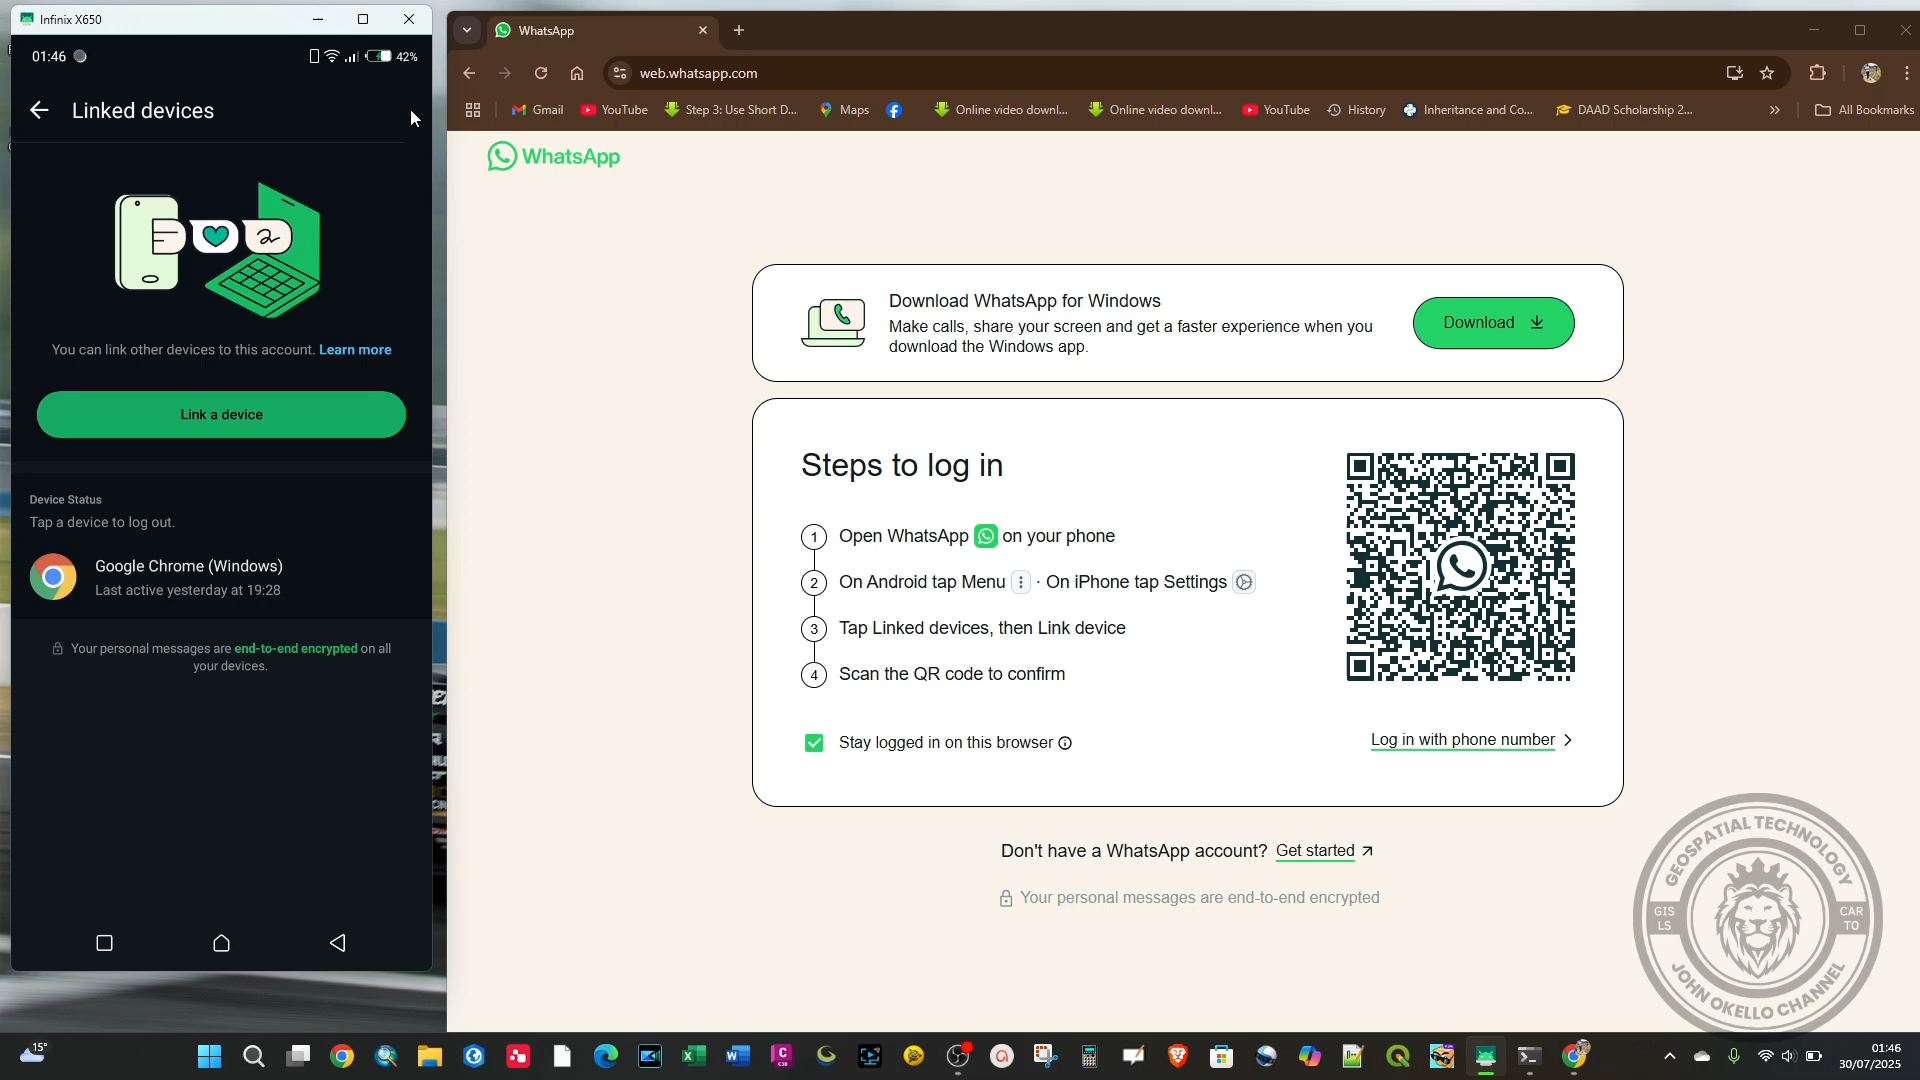 Infinix X650
01:46
42%
Linked devices
You can link other devices to this account. Learn more
Link a device
Device Status
Tap a device to log out.
Google Chrome (Windows)
Last active yesterday at 19:28
Your personal messages are end-to-end encrypted on all
your devices.
WhatsApp
web.whatsapp.com
Gmail
YouTube
Step 3: Use Short D...
Maps
Online video downl...
Online video downl...
YouTube
History
Inheritance and Co...
DAAD Scholarship 2...
»
All Bookmarks
WhatsApp
Download WhatsApp for Windows
Make calls, share your screen and get a faster experience when you
download the Windows app.
Download
Steps to log in
1 Open WhatsApp on your phone
2 On Android tap Menu · On iPhone tap Settings
3 Tap Linked devices, then Link device
4 Scan the QR code to confirm
Stay logged in on this browser
Log in with phone number
Don't have a WhatsApp account? Get started
Your personal messages are end-to-end encrypted
GEOSPATIAL TECHNOLOGY
GIS
LS
CAR
TO
JOHN OKELLO CHANNEL
15°
01:46
30/07/2025